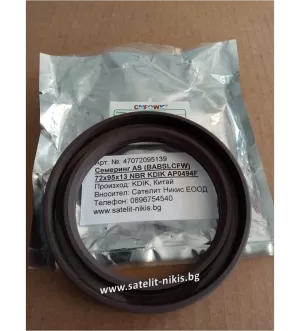 Арт. №: 47072095139
Семеринг AS (BABSLCFW)
72x95x13 NBR KDIK AP0494F
Произход: KDIK, Китай
Вносител: Сателит Никис ЕООД
Телефон: 0896754540
www.satelit-nikis.bg
www.satelit-nikis.bg